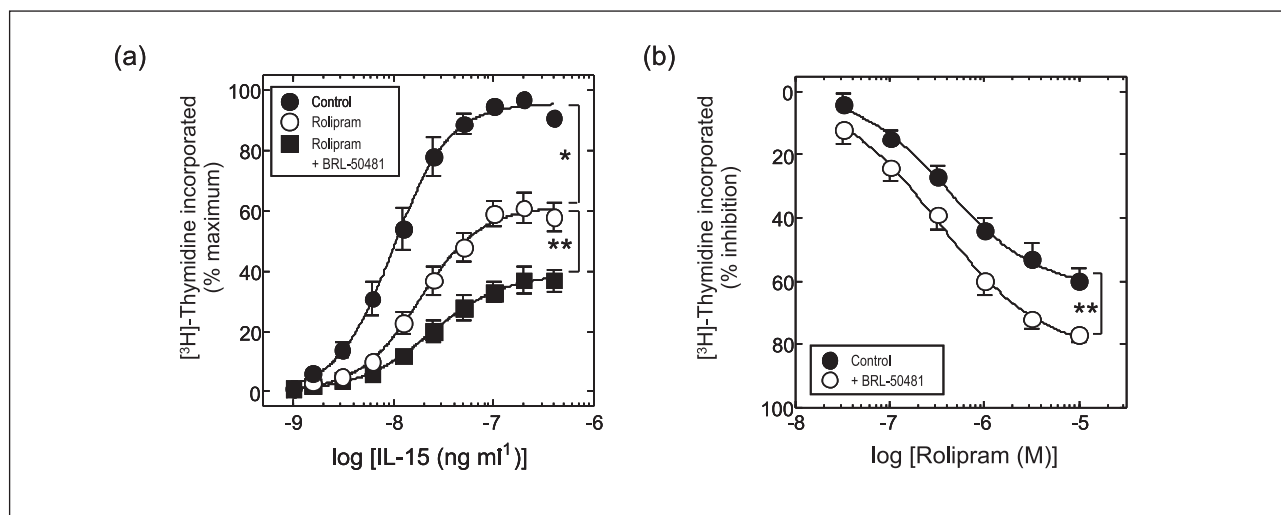 (a)
[³H]-Thymidine incorporated
(% maximum)
100
80
60
40
20
0
Control
Rolipram
Rolipram
+ BRL-50481
*
**
-9
-8
-7
-6
log [IL-15 (ng ml¹)]
(b)
[³H]-Thymidine incorporated
(% inhibition)
0
20
40
60
80
100
**
Control
+ BRL-50481
-8
-7
-6
-5
log [Rolipram (M)]